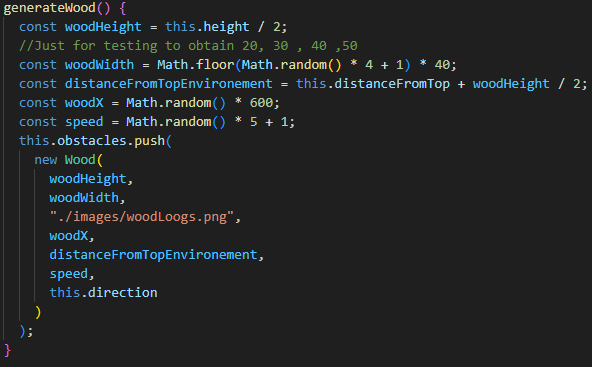 generateWood() {
const woodHeight = this.height / 2;
//Just for testing to obtain 20, 30 , 40 ,50
const woodWidth = Math.floor(Math.random() * 4 + 1) * 40;
const distanceFromTopEnvironement = this.distanceFromTop + woodHeight / 2;
const woodX = Math.random() * 600;
const speed = Math.random() * 5 + 1;
this.obstacles.push(
new Wood(
woodHeight,
woodWidth,
"./images/woodLoogs.png",
woodX,
distanceFromTopEnvironement,
speed,
this.direction
)
);
}